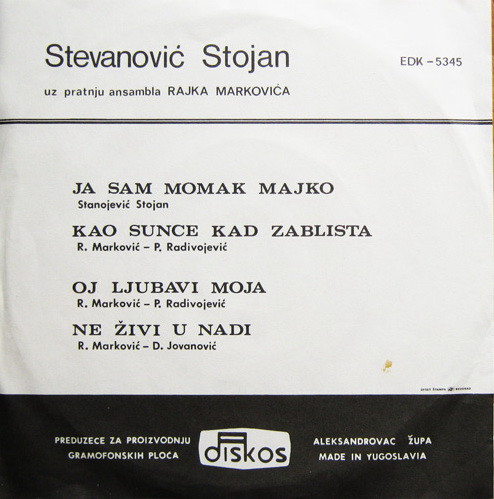 Stevanović Stojan
EDK – 5345
uz pratnju ansambla RAJKA MARKOVIĆA
JA SAM MOMAK MAJKO
Stanojević Stojan
KAO SUNCE KAD ZABLISTA
R. Marković – P. Radivojević
OJ LJUBAVI MOJA
R. Marković – P. Radivojević
NE ŽIVI U NADI
R. Marković – D. Jovanović
BEOGRAD
PREDUZECE ZA PROIZVODNJU
GRAMOFONSKIH PLOČA
diskos
ALEKSANDROVAC ŽUPA
MADE IN YUGOSLAVIA